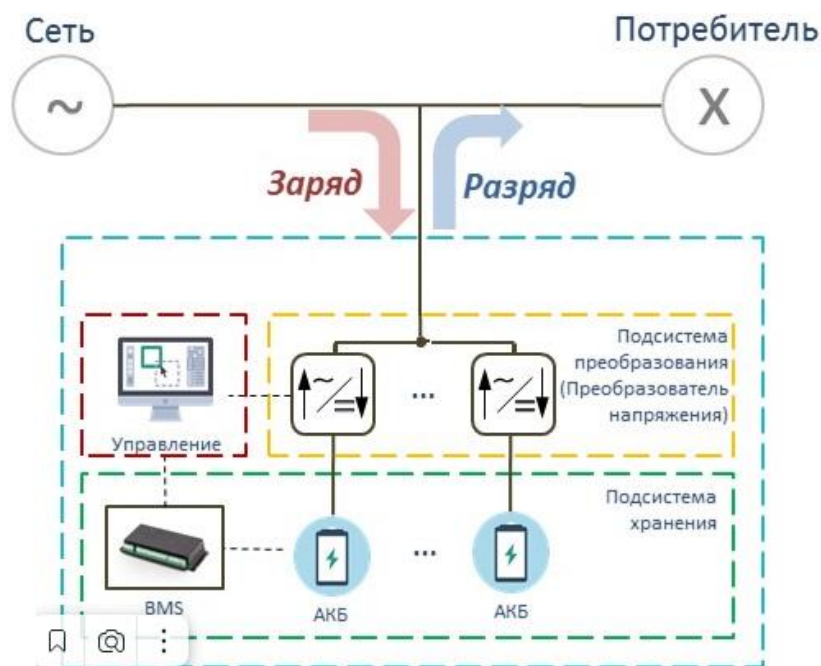 Сеть
Потребитель
~
X
Заряд
Разряд
Подсистема
преобразования
(Преобразователь
напряжения)
~
=
...
~
=
Управление
Подсистема
хранения
...
BMS
АКБ
АКБ